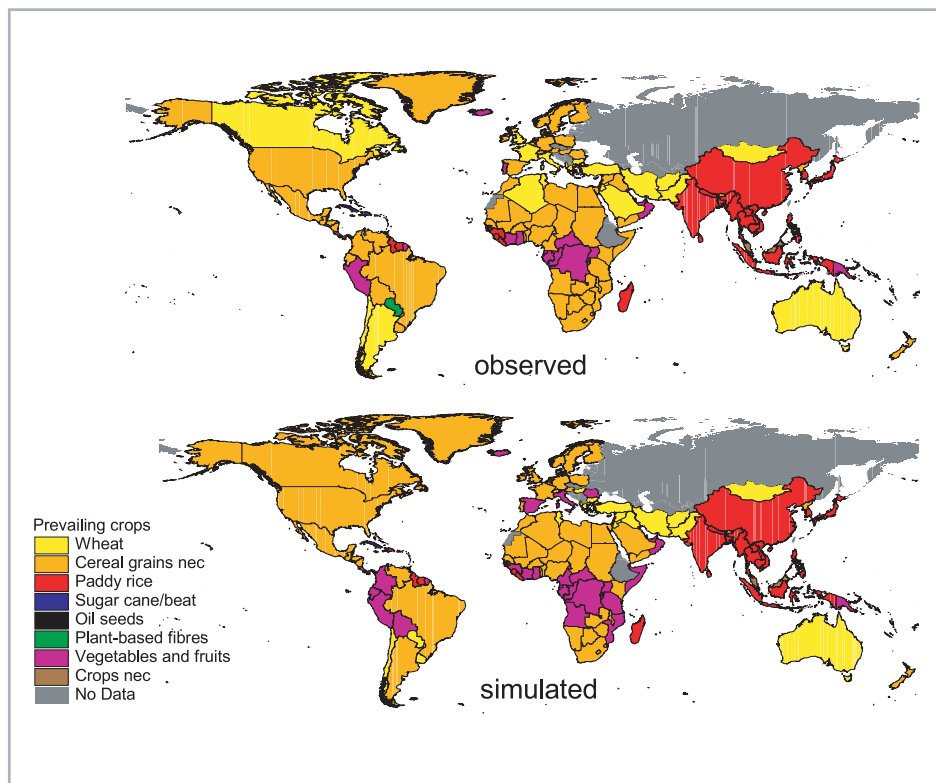 observed
simulated
Prevailing crops
Wheat
Cereal grains nec
Paddy rice
Sugar cane/beat
Oil seeds
Plant-based fibres
Vegetables and fruits
Crops nec
No Data